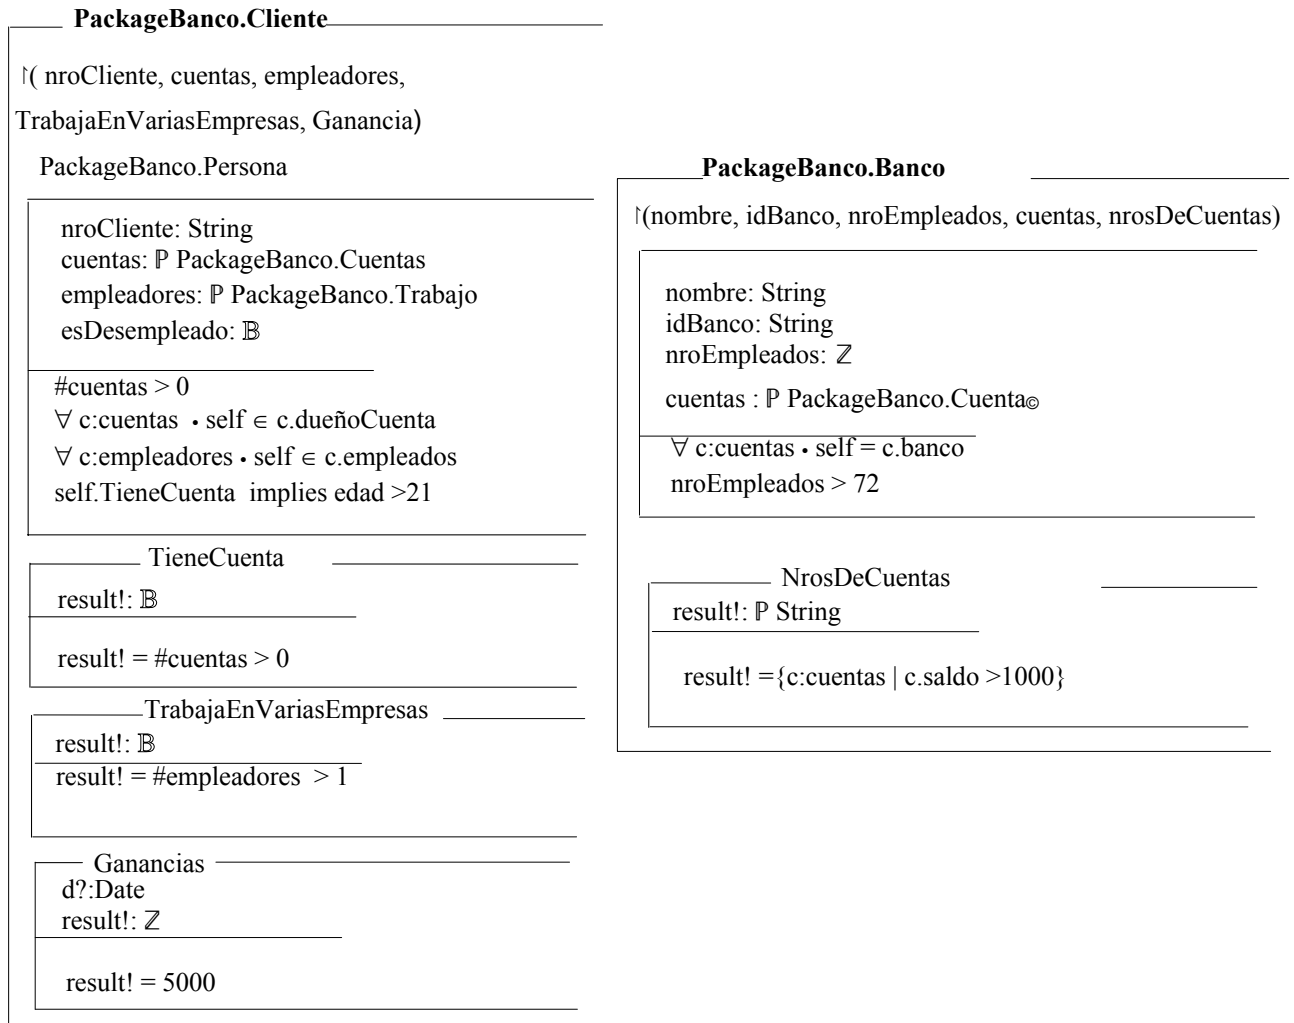 PackageBanco.Cliente
↾( nroCliente, cuentas, empleadores,
TrabajaEnVariasEmpresas, Ganancia)
PackageBanco.Persona
nroCliente: String
cuentas: ℙ PackageBanco.Cuentas
empleadores: ℙ PackageBanco.Trabajo
esDesempleado: 𝔹
#cuentas > 0
∀ c:cuentas • self ∈ c.dueñoCuenta
∀ c:empleadores • self ∈ c.empleados
self.TieneCuenta implies edad >21
TieneCuenta
result!: 𝔹
result! = #cuentas > 0
TrabajaEnVariasEmpresas
result!: 𝔹
result! = #empleadores > 1
Ganancias
d?:Date
result!: ℤ
result! = 5000
PackageBanco.Banco
↾(nombre, idBanco, nroEmpleados, cuentas, nrosDeCuentas)
nombre: String
idBanco: String
nroEmpleados: ℤ
cuentas : ℙ PackageBanco.Cuenta©
∀ c:cuentas • self = c.banco
nroEmpleados > 72
NrosDeCuentas
result!: ℙ String
result! ={c:cuentas | c.saldo >1000}